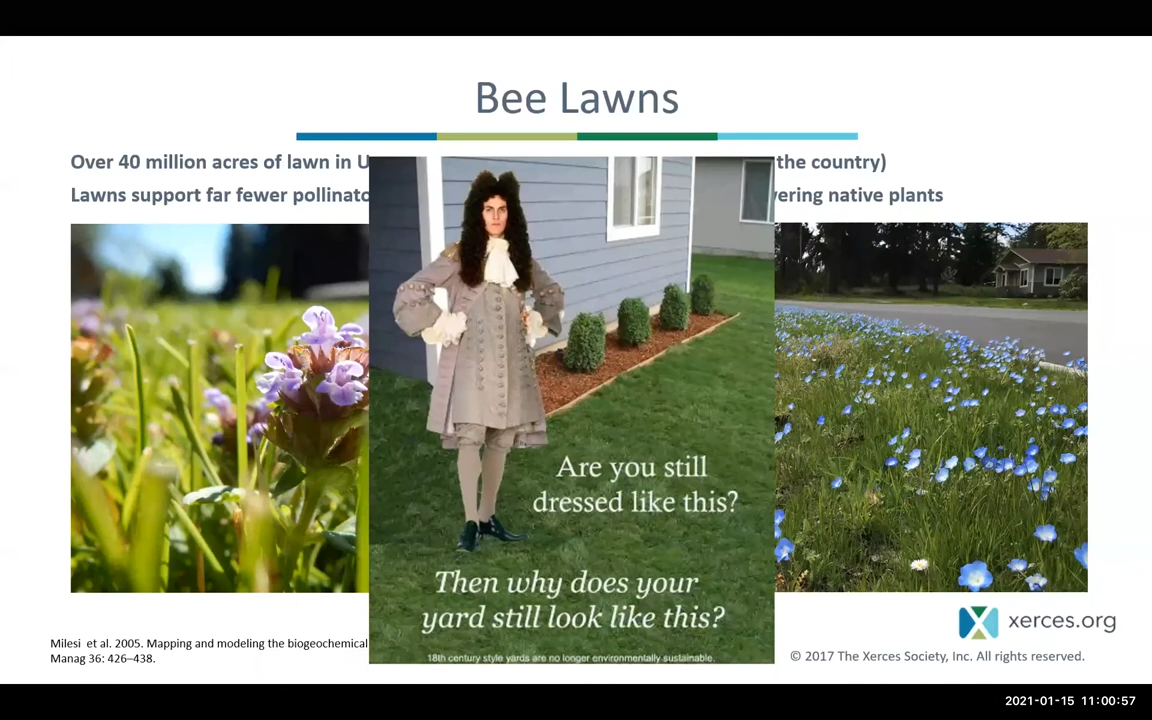 Bee Lawns
Over 40 million acres of lawn in U the country)
Lawns support far fewer pollinato ering native plants
Are you still
dressed like this?
Then why does your
yard still look like this?
18th century style yards are no longer environmentally sustainable.
Milesi et al. 2005. Mapping and modeling the biogeochemical
Manag 36: 426–438.
xerces.org
© 2017 The Xerces Society, Inc. All rights reserved.
2021-01-15 11:00:57